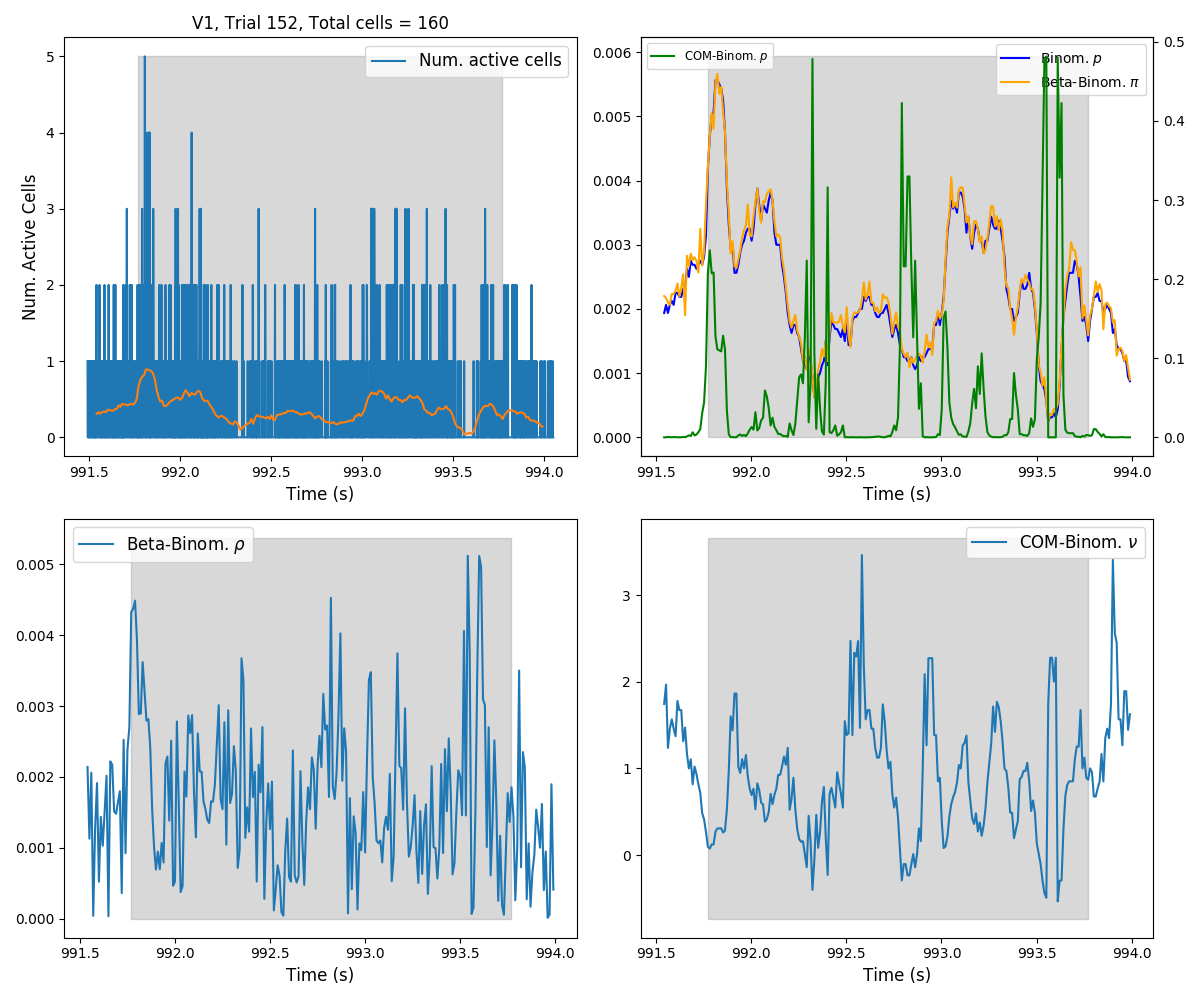 V1, Trial 152, Total cells = 160
Num. active cells
Num. Active Cells
5
4
3
2
1
0
991.5 992.0 992.5 993.0 993.5 994.0
Time (s)
COM-Binom. p
Binom. p
Beta-Binom. π
0.006
0.005
0.004
0.003
0.002
0.001
0.000
0.5
0.4
0.3
0.2
0.1
0.0
991.5 992.0 992.5 993.0 993.5 994.0
Time (s)
Beta-Binom. ρ
0.005
0.004
0.003
0.002
0.001
0.000
991.5 992.0 992.5 993.0 993.5 994.0
Time (s)
COM-Binom. ν
3
2
1
0
991.5 992.0 992.5 993.0 993.5 994.0
Time (s)